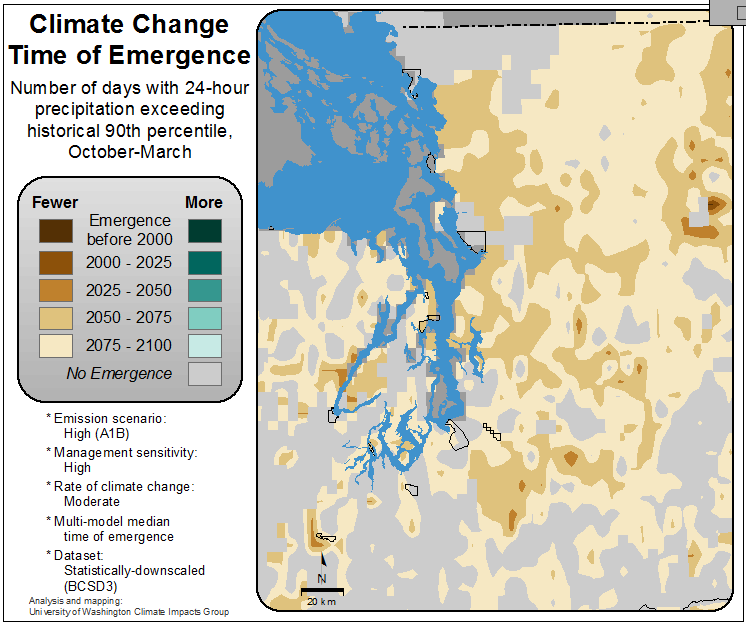 Climate Change
Time of Emergence
Number of days with 24-hour
precipitation exceeding
historical 90th percentile,
October-March
Fewer More
Emergence
before 2000
2000 - 2025
2025 - 2050
2050 - 2075
2075 - 2100
No Emergence
* Emission scenario:
High (A1B)
* Management sensitivity:
High
* Rate of climate change:
Moderate
* Multi-model median
time of emergence
* Dataset:
Statistically-downscaled
(BCSD3)
Analysis and mapping:
University of Washington Climate Impacts Group
N
20 km